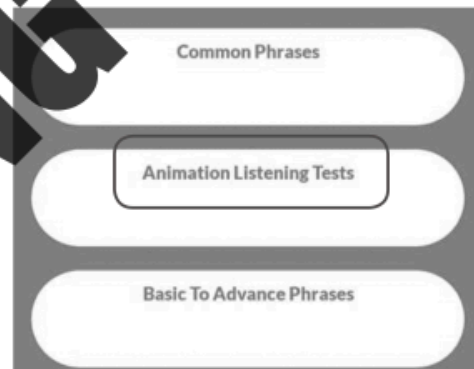 Common Phrases
Animation Listening Tests
Basic To Advance Phrases